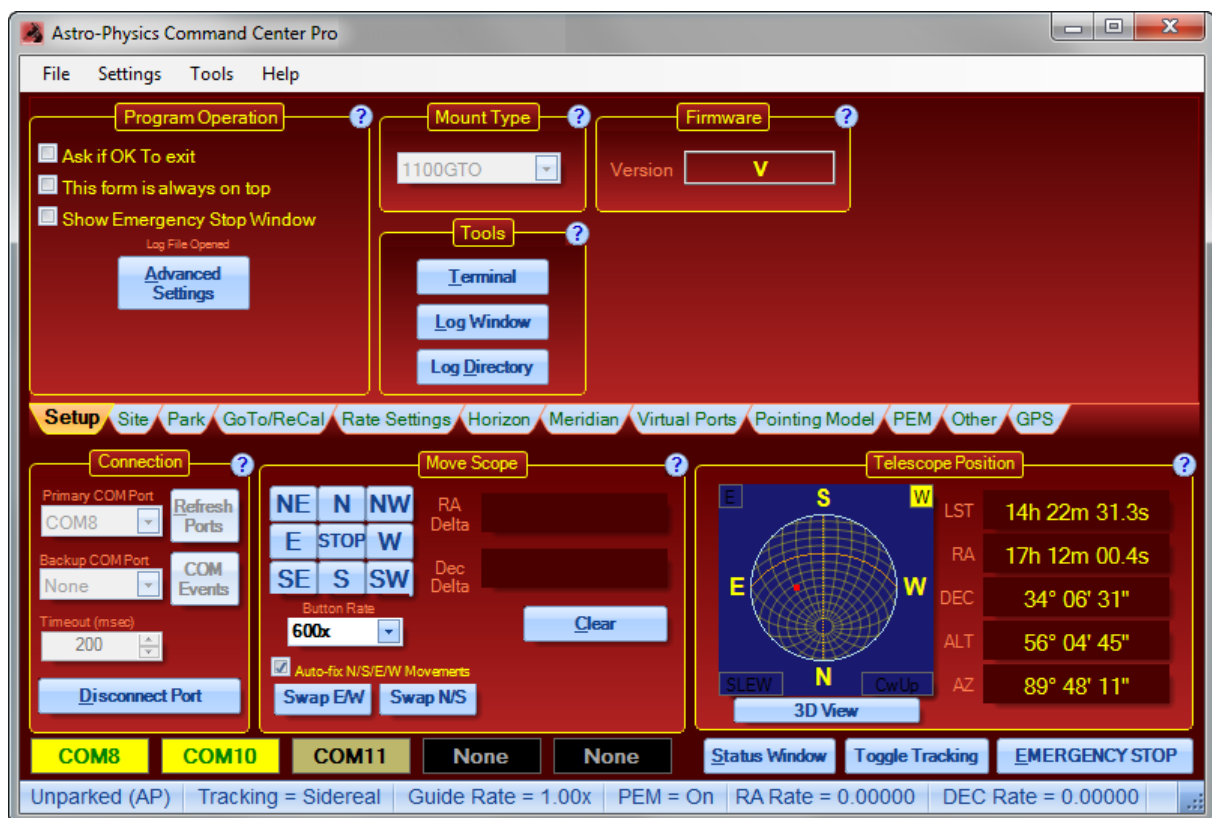 Astro-Physics Command Center Pro
X
File Settings Tools Help
Program Operation ?
Ask if OK To exit
This form is always on top
Show Emergency Stop Window
Log File Opened
Advanced
Settings
Mount Type ?
1100GTO
Firmware ?
Version V
Tools ?
Terminal
Log Window
Log Directory
Setup Site Park GoTo/ReCal Rate Settings Horizon Meridian Virtual Ports Pointing Model PEM Other GPS
Connection ?
Primary COM Port
COM8
Refresh
Ports
Backup COM Port
None
COM
Events
Timeout (msec)
200
Disconnect Port
Move Scope ?
NE N NW
E STOP W
SE S SW
RA
Delta
Dec
Delta
Button Rate
600x
Clear
Auto-fix N/S/E/W Movements
Swap E/W Swap N/S
Telescope Position ?
E S W
E W
SLEW N CwUp
3D View
LST 14h 22m 31.3s
RA 17h 12m 00.4s
DEC 34° 06' 31"
ALT 56° 04' 45"
AZ 89° 48' 11"
COM8 COM10 COM11 None None Status Window Toggle Tracking EMERGENCY STOP
Unparked (AP) Tracking = Sidereal Guide Rate = 1.00x PEM = On RA Rate = 0.00000 DEC Rate = 0.00000